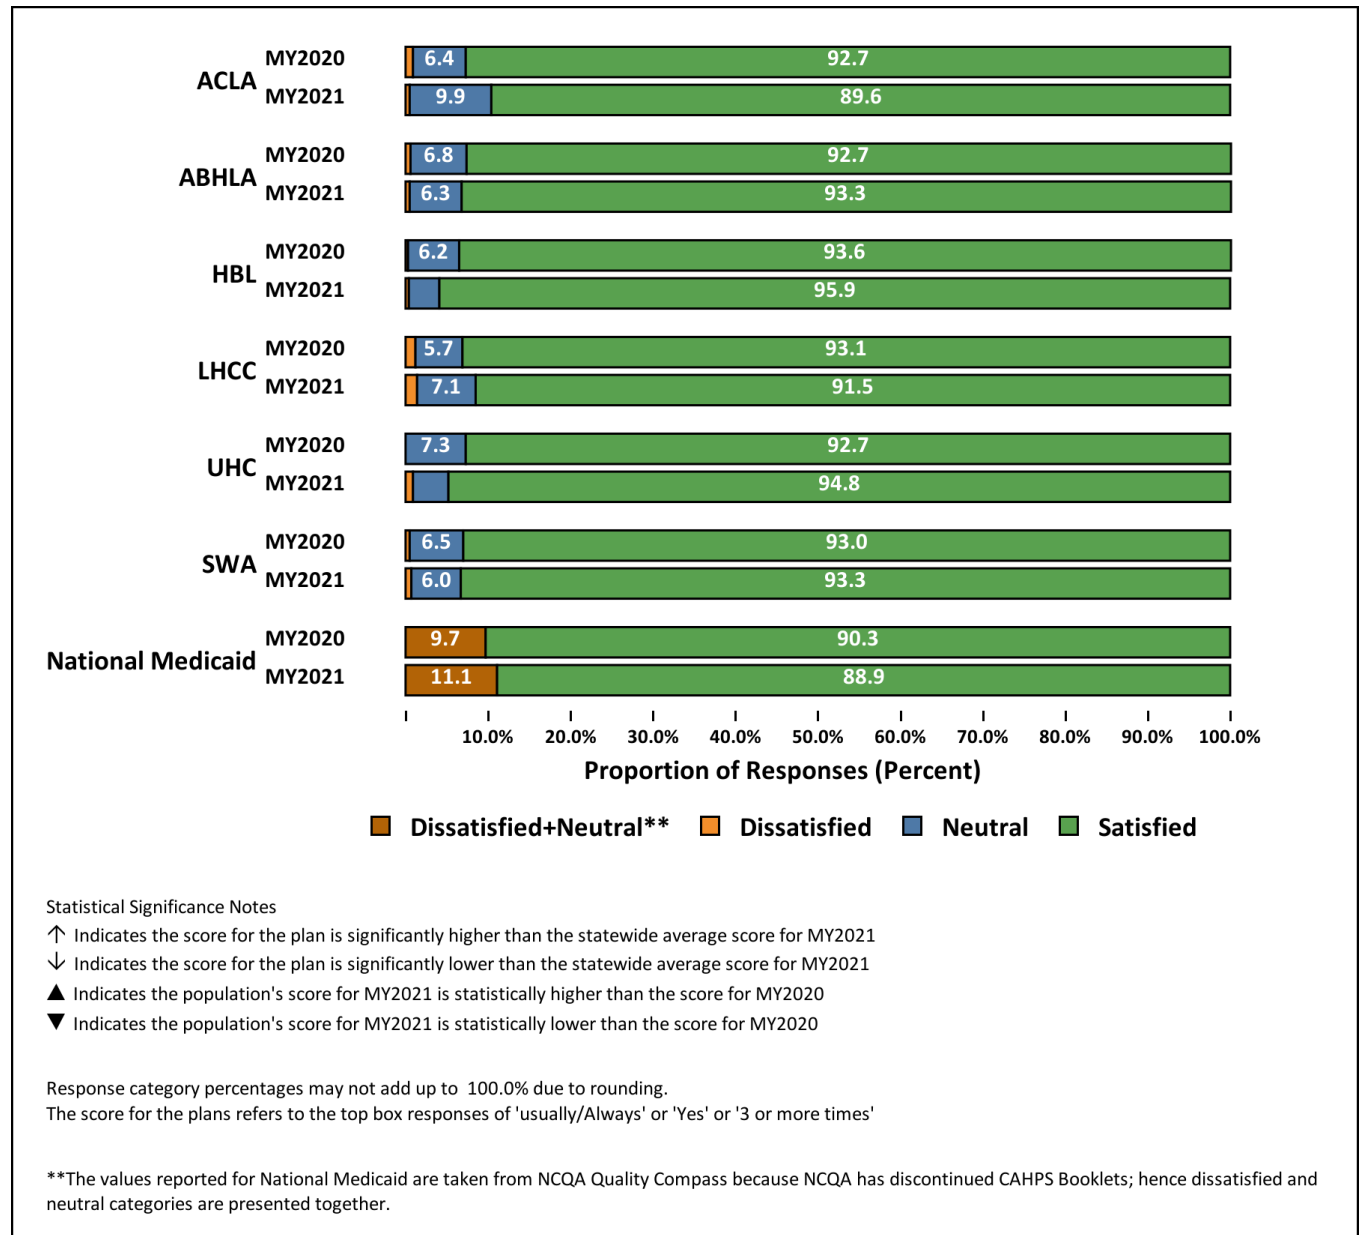 MY2020 6.4 92.7
ACLA
MY2021 9.9 89.6
MY2020 6.8 92.7
ABHLA
MY2021 6.3 93.3
MY2020 6.2 93.6
HBL
MY2021 95.9
MY2020 5.7 93.1
LHCC
MY2021 7.1 91.5
MY2020 7.3 92.7
UHC
MY2021 94.8
MY2020 6.5 93.0
SWA
MY2021 6.0 93.3
MY2020 9.7 90.3
National Medicaid
MY2021 11.1 88.9
10.0% 20.0% 30.0% 40.0% 50.0% 60.0% 70.0% 80.0% 90.0% 100.0%
Proportion of Responses (Percent)
Dissatisfied+Neutral** Dissatisfied Neutral Satisfied
Statistical Significance Notes
↑ Indicates the score for the plan is significantly higher than the statewide average score for MY2021
↓ Indicates the score for the plan is significantly lower than the statewide average score for MY2021
▲ Indicates the population's score for MY2021 is statistically higher than the score for MY2020
▼ Indicates the population's score for MY2021 is statistically lower than the score for MY2020
Response category percentages may not add up to 100.0% due to rounding.
The score for the plans refers to the top box responses of 'usually/Always' or 'Yes' or '3 or more times'
**The values reported for National Medicaid are taken from NCQA Quality Compass because NCQA has discontinued CAHPS Booklets; hence dissatisfied and
neutral categories are presented together.